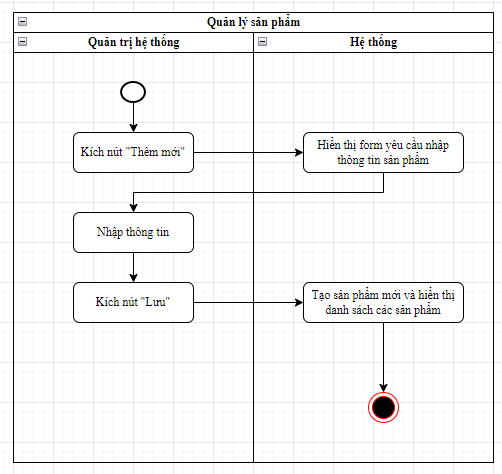 Quản lý sản phẩm
Quản trị hệ thống
Hệ thống
Kích nút "Thêm mới"
Hiển thị form yêu cầu nhập
thông tin sản phẩm
Nhập thông tin
Kích nút "Lưu"
Tạo sản phẩm mới và hiển thị
danh sách các sản phẩm